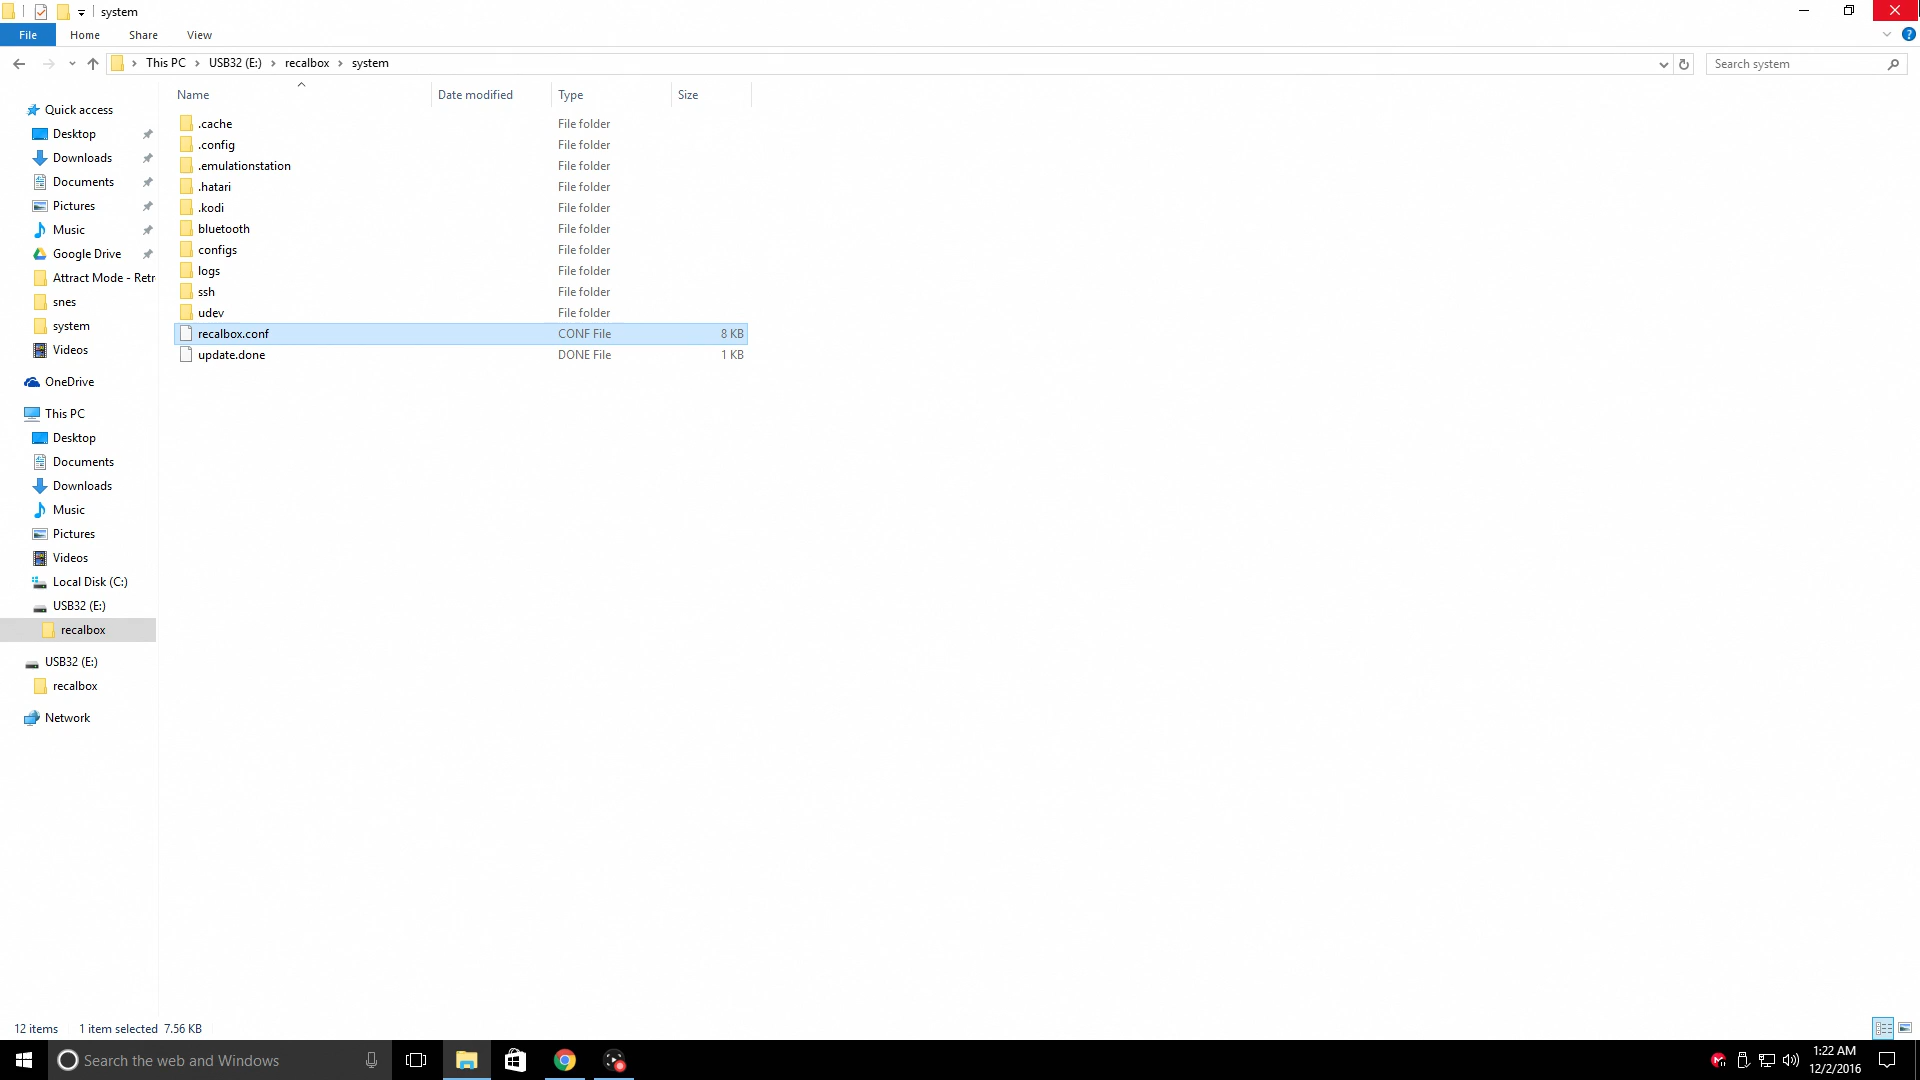 system
File Home Share View
This PC USB32 (E:) recalbox system
Search system
Name Date modified Type Size
Quick access
Desktop
Downloads
Documents
Pictures
Music
Google Drive
Attract Mode - Retr
snes
system
Videos
OneDrive
This PC
Desktop
Documents
Downloads
Music
Pictures
Videos
Local Disk (C:)
USB32 (E:)
recalbox
USB32 (E:)
recalbox
Network
.cache File folder
.config File folder
.emulationstation File folder
.hatari File folder
.kodi File folder
bluetooth File folder
configs File folder
logs File folder
ssh File folder
udev File folder
recalbox.conf CONF File 8 KB
update.done DONE File 1 KB
12 items 1 item selected 7.56 KB
Search the web and Windows
1:22 AM
12/2/2016